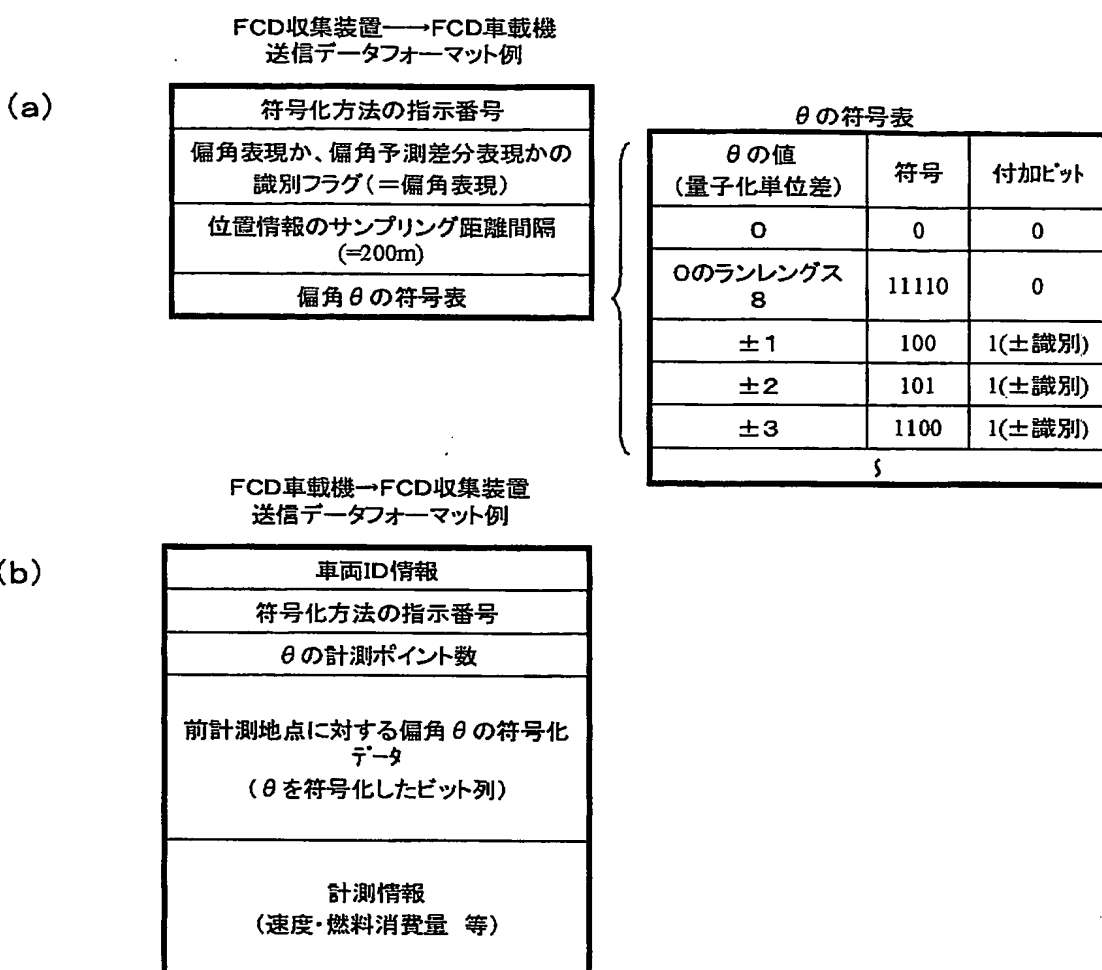 FCD収集装置──→FCD車載機
送信データフォーマット例
(a)
符号化方法の指示番号
偏角表現か、偏角予測差分表現かの
識別フラグ(=偏角表現)
位置情報のサンプリング距離間隔
(=200m)
偏角θの符号表
θの符号表
θの値
(量子化単位差)
符号
付加ビット
0
0
0
0のランレングス
8
11110
0
±1
100
1(±識別)
±2
101
1(±識別)
±3
1100
1(±識別)
∫
FCD車載機→FCD収集装置
送信データフォーマット例
(b)
車両ID情報
符号化方法の指示番号
θの計測ポイント数
前計測地点に対する偏角θの符号化
データ
(θを符号化したビット列)
計測情報
(速度・燃料消費量 等)